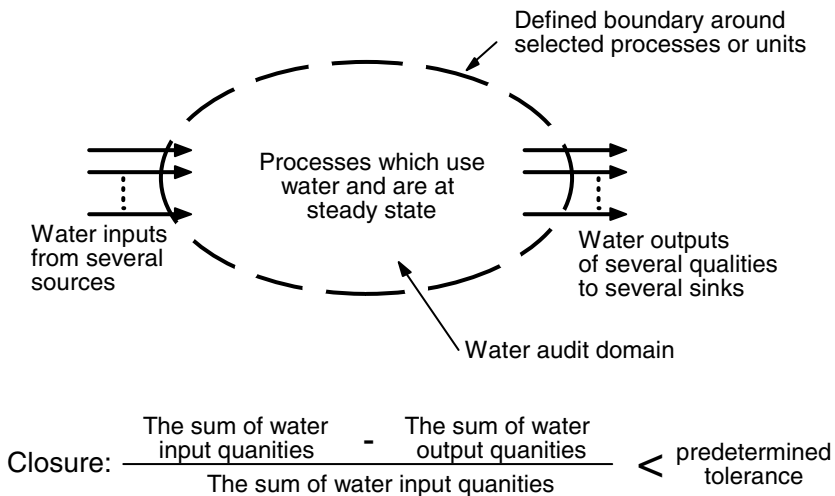 Defined boundary around
selected processes or units
Processes which use
water and are at
steady state
Water inputs
from several
sources
Water outputs
of several qualities
to several sinks
Water audit domain
Closure:
The sum of water
input quanities
-
The sum of water
output quanities
The sum of water input quanities
<
predetermined
tolerance